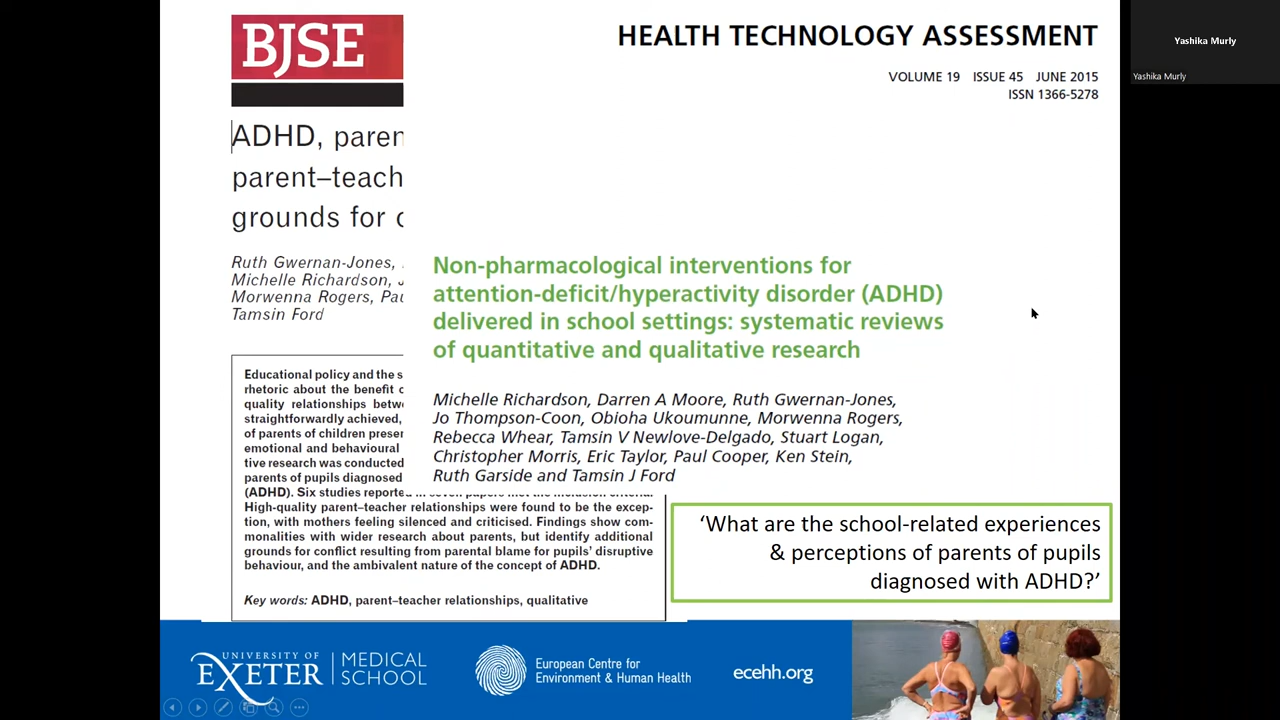 BJSE
ADHD, paren
parent–teach
grounds for c
Ruth Gwernan-Jones,
Michelle Richardson, J
Morwenna Rogers, Pau
Tamsin Ford
Educational policy and the s
rhetoric about the benefit o
quality relationships betw
straightforwardly achieved,
of parents of children presen
emotional and behavioural
tive research was conducted
parents of pupils diagnosed
(ADHD). Six studies reported in seven papers met the inclusion criteria.
High-quality parent–teacher relationships were found to be the excep-
tion, with mothers feeling silenced and criticised. Findings show com-
monalities with wider research about parents, but identify additional
grounds for conflict resulting from parental blame for pupils' disruptive
behaviour, and the ambivalent nature of the concept of ADHD.
Key words: ADHD, parent–teacher relationships, qualitative
HEALTH TECHNOLOGY ASSESSMENT
VOLUME 19 ISSUE 45 JUNE 2015
ISSN 1366-5278
Non-pharmacological interventions for
attention-deficit/hyperactivity disorder (ADHD)
delivered in school settings: systematic reviews
of quantitative and qualitative research
Michelle Richardson, Darren A Moore, Ruth Gwernan-Jones,
Jo Thompson-Coon, Obioha Ukoumunne, Morwenna Rogers,
Rebecca Whear, Tamsin V Newlove-Delgado, Stuart Logan,
Christopher Morris, Eric Taylor, Paul Cooper, Ken Stein,
Ruth Garside and Tamsin J Ford
‘What are the school-related experiences
& perceptions of parents of pupils
diagnosed with ADHD?’
UNIVERSITY OF
EXETER
MEDICAL
SCHOOL
European Centre for
Environment & Human Health
ecehh.org
Yashika Murly
Yashika Murly